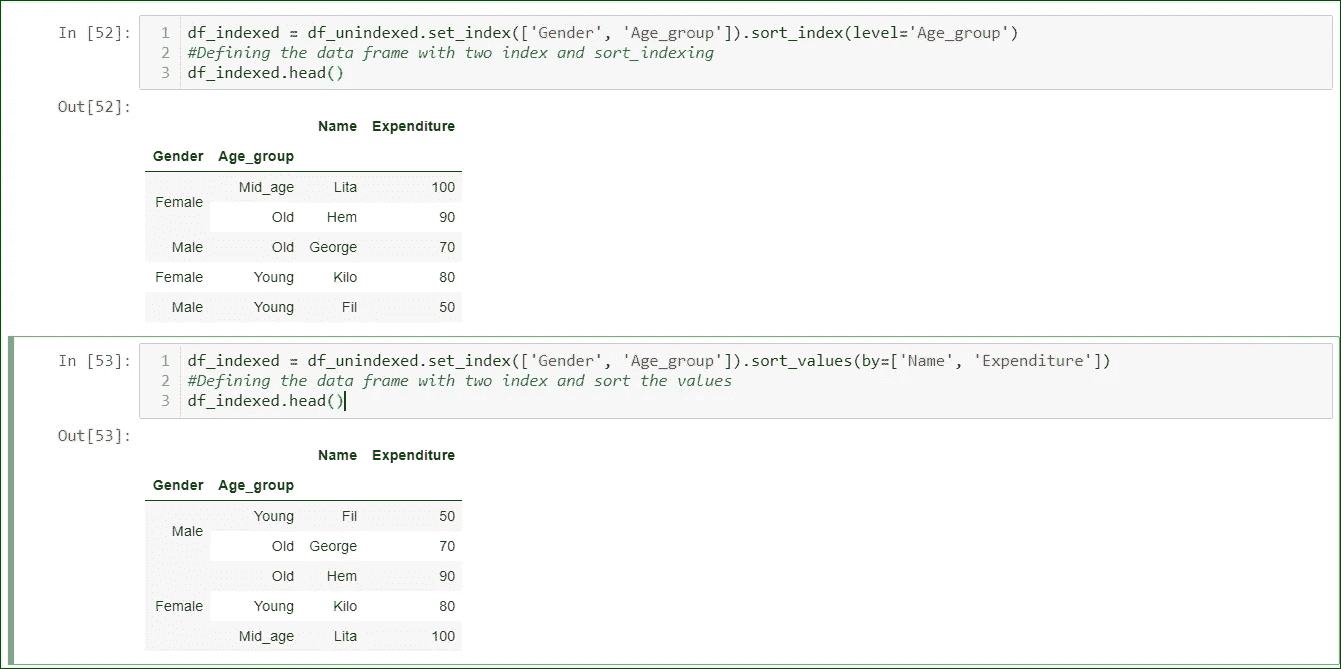 In [52]: 1 df_indexed = df_unindexed.set_index(['Gender', 'Age_group']).sort_index(level='Age_group')
2 #Defining the data frame with two index and sort_indexing
3 df_indexed.head()
Out[52]:
Name Expenditure
Gender Age_group
Mid_age Lita 100
Female
Old Hem 90
Male Old George 70
Female Young Kilo 80
Male Young Fil 50
In [53]: 1 df_indexed = df_unindexed.set_index(['Gender', 'Age_group']).sort_values(by=['Name', 'Expenditure'])
2 #Defining the data frame with two index and sort the values
3 df_indexed.head()
Out[53]:
Name Expenditure
Gender Age_group
Young Fil 50
Male
Old George 70
Old Hem 90
Female Young Kilo 80
Mid_age Lita 100